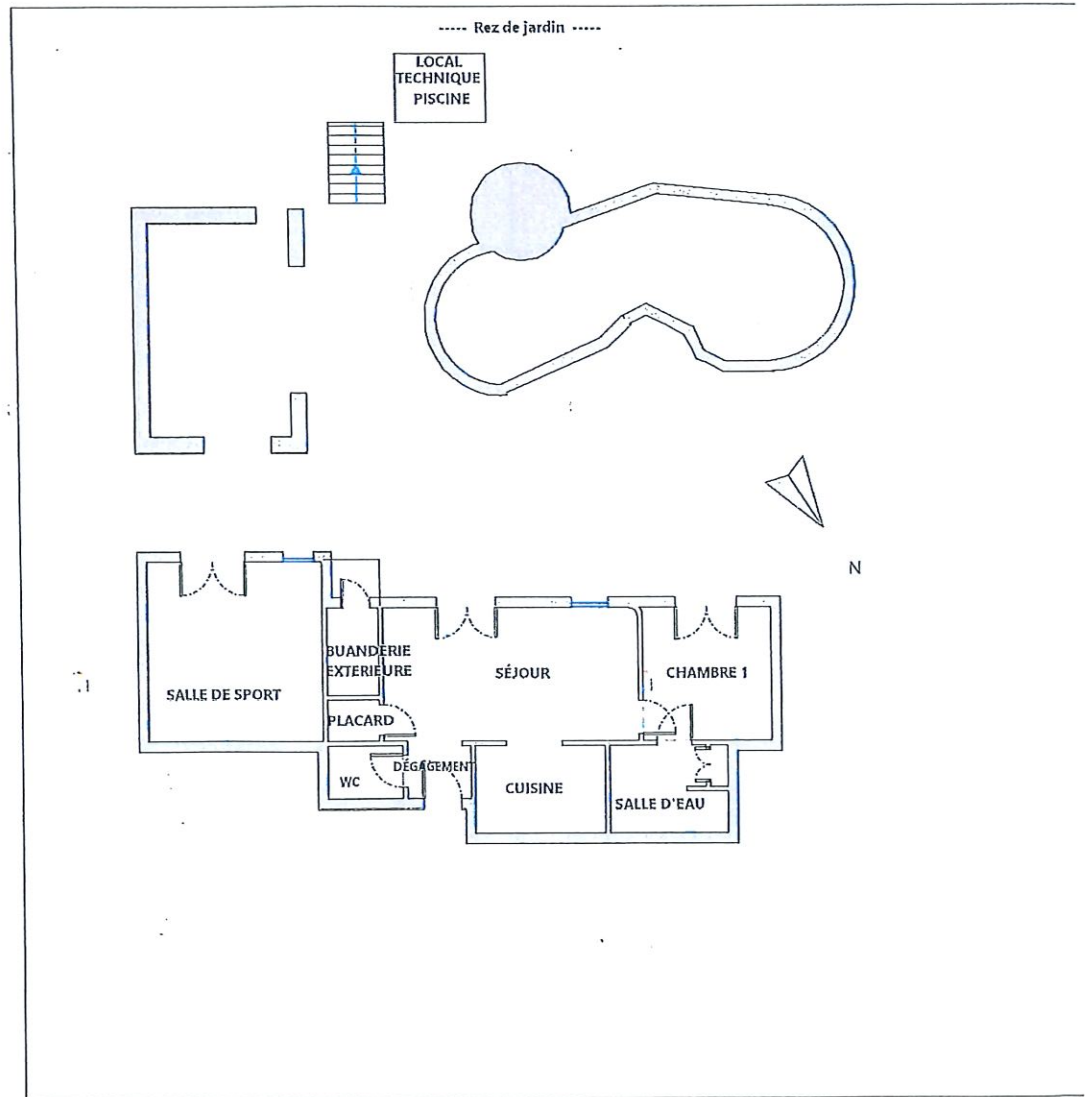 ----- Rez de jardin -----
LOCAL
TECHNIQUE
PISCINE
N
BUANDERIE
EXTERIEURE
SÉJOUR
CHAMBRE 1
SALLE DE SPORT
PLACARD
DÉGAGEMENT
WC
CUISINE
SALLE D'EAU